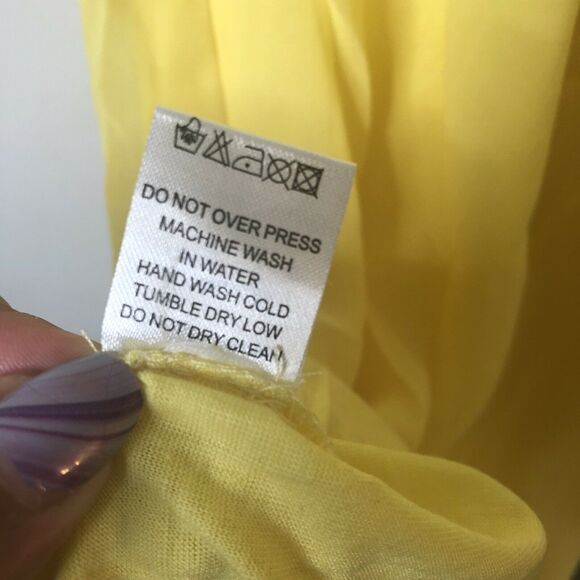 DO NOT OVER PRESS
MACHINE WASH
IN WATER
HAND WASH COLD
TUMBLE DRY LOW
DO NOT DRY CLEAN